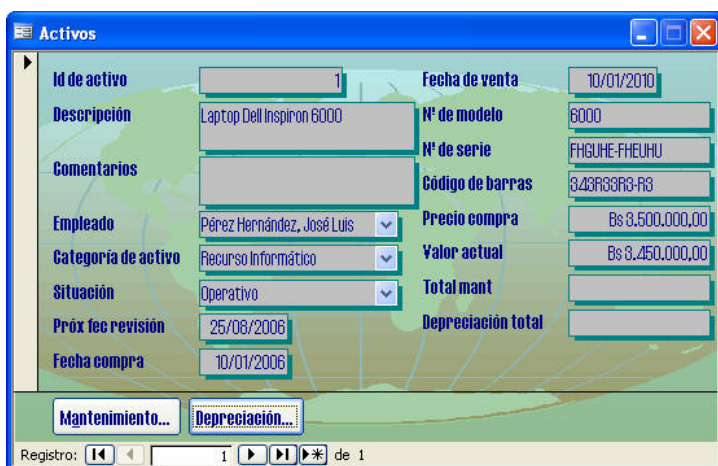 Activos
Id de activo 1
Descripción Laptop Dell Inspiron 6000
Comentarios
Empleado Pérez Hernández, José Luis
Categoría de activo Recurso Informático
Situación Operativo
Próx fec revisión 25/08/2006
Fecha compra 10/01/2006
Fecha de venta 10/01/2010
Nº de modelo 6000
Nº de serie FHGUHE-FHEUHU
Código de barras 343R33R3-R3
Precio compra Bs 3.500.000,00
Valor actual Bs 3.450.000,00
Total mant
Depreciación total
Mantenimiento... Depreciación...
Registro: 1 de 1